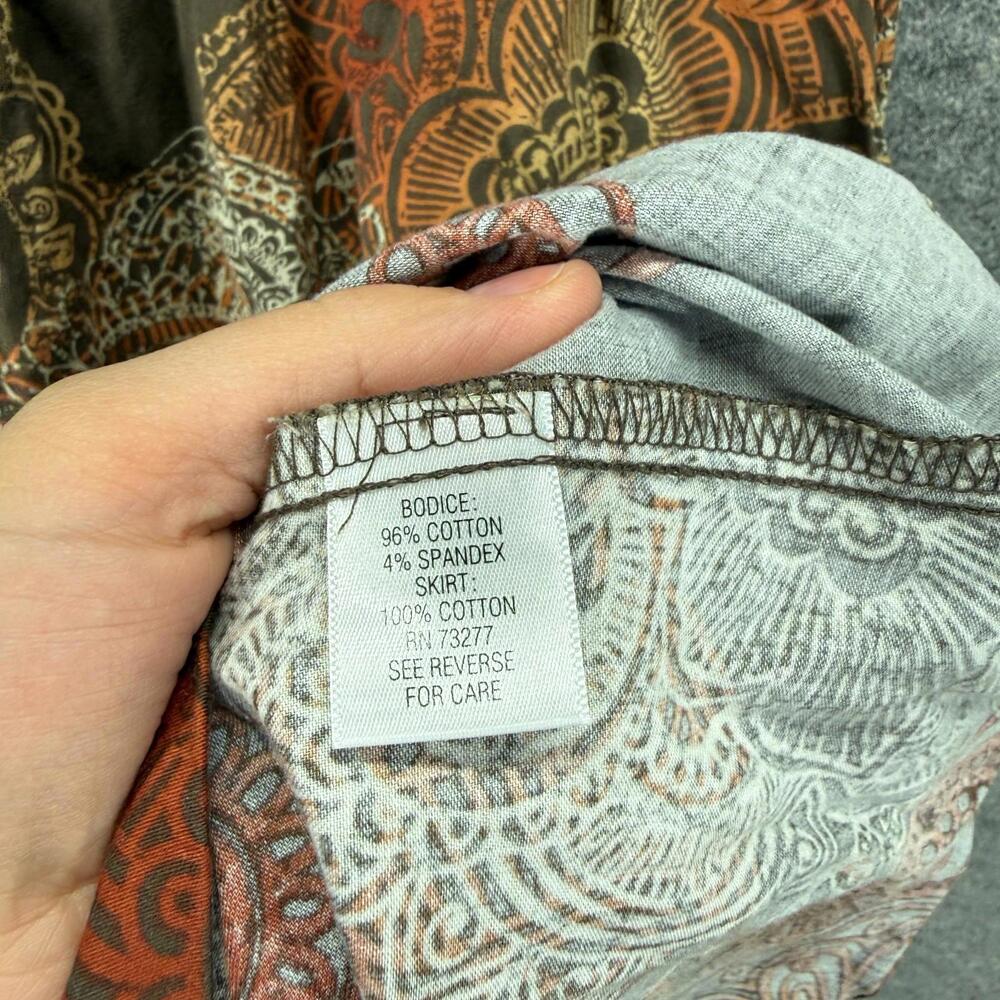 BODICE:
96% COTTON
4% SPANDEX
SKIRT:
100% COTTON
RN 73277
SEE REVERSE
FOR CARE